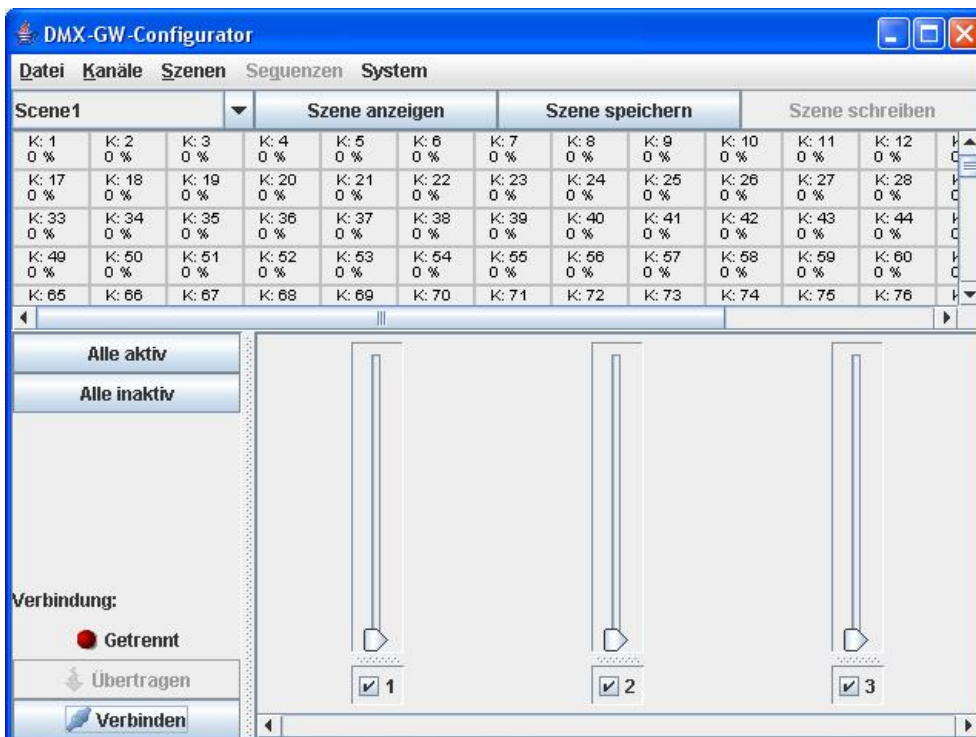 DMX-GW-Configurator
Datei Kanäle Szenen Sequenzen System
Scene1 Szene anzeigen Szene speichern Szene schreiben
K: 1 K: 2 K: 3 K: 4 K: 5 K: 6 K: 7 K: 8 K: 9 K: 10 K: 11 K: 12
0 % 0 % 0 % 0 % 0 % 0 % 0 % 0 % 0 % 0 % 0 % 0 %
K: 17 K: 18 K: 19 K: 20 K: 21 K: 22 K: 23 K: 24 K: 25 K: 26 K: 27 K: 28
0 % 0 % 0 % 0 % 0 % 0 % 0 % 0 % 0 % 0 % 0 % 0 %
K: 33 K: 34 K: 35 K: 36 K: 37 K: 38 K: 39 K: 40 K: 41 K: 42 K: 43 K: 44
0 % 0 % 0 % 0 % 0 % 0 % 0 % 0 % 0 % 0 % 0 % 0 %
K: 49 K: 50 K: 51 K: 52 K: 53 K: 54 K: 55 K: 56 K: 57 K: 58 K: 59 K: 60
0 % 0 % 0 % 0 % 0 % 0 % 0 % 0 % 0 % 0 % 0 % 0 %
K: 65 K: 66 K: 67 K: 68 K: 69 K: 70 K: 71 K: 72 K: 73 K: 74 K: 75 K: 76
Alle aktiv
Alle inaktiv
Verbindung:
Getrennt
Übertragen
Verbinden
1 2 3